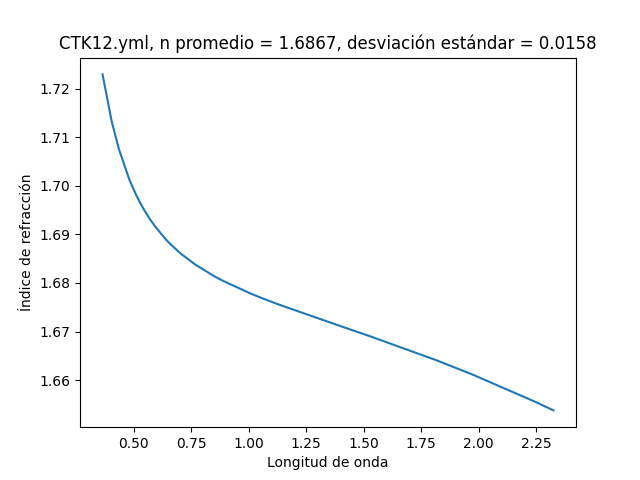 CTK12.yml, n promedio = 1.6867, desviación estándar = 0.0158
1.72
1.71
1.70
1.69
1.68
1.67
1.66
Índice de refracción
0.50 0.75 1.00 1.25 1.50 1.75 2.00 2.25
Longitud de onda